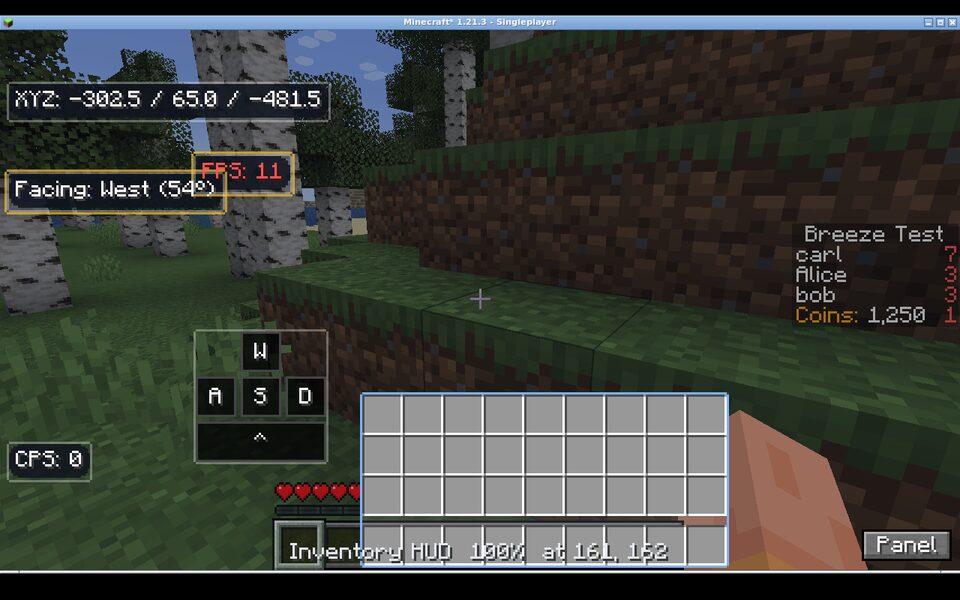 Minecraft* 1.21.3 - Singleplayer
XYZ: -302.5 / 65.0 / -481.5
FPS: 11
Facing: West (54°)
Breeze Test
carl 7
Alice 3
bob 3
Coins: 1,250 1
W
A S D
^
CPS: 0
Inventory HUD 100% at 161, 162
Panel